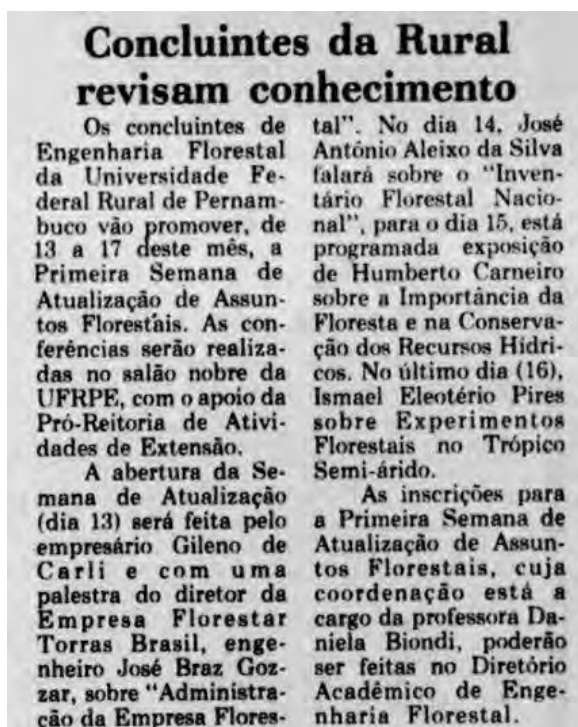 Concluintes da Rural
revisam conhecimento
Os concluintes de
Engenharia Florestal
da Universidade Fe-
deral Rural de Pernam-
buco vão promover, de
13 a 17 deste mês, a
Primeira Semana de
Atualização de Assun-
tos Florestais. As con-
ferências serão realiza-
das no salão nobre da
UFRPE, com o apoio da
Pró-Reitoria de Ativi-
dades de Extensão.
A abertura da Se-
mana de Atualização
(dia 13) será feita pelo
empresário Gileno de
Carli e com uma
palestra do diretor da
Empresa Florestar
Torras Brasil, enge-
nheiro José Braz Goz-
zar, sobre "Administra-
ção da Empresa Flores-
tal". No dia 14, José
Antônio Aleixo da Silva
falará sobre o "Inven-
tário Florestal Nacio-
nal", para o dia 15, está
programada exposição
de Humberto Carneiro
sobre a Importância da
Floresta e na Conserva-
ção dos Recursos Hídri-
cos. No último dia (16),
Ismael Eleotério Pires
sobre Experimentos
Florestais no Trópico
Semi-árido.
As inscrições para
a Primeira Semana de
Atualização de Assun-
tos Florestais, cuja
coordenação está a
cargo da professora Da-
niela Biondi, poderão
ser feitas no Diretório
Acadêmico de Enge-
nharia Florestal.